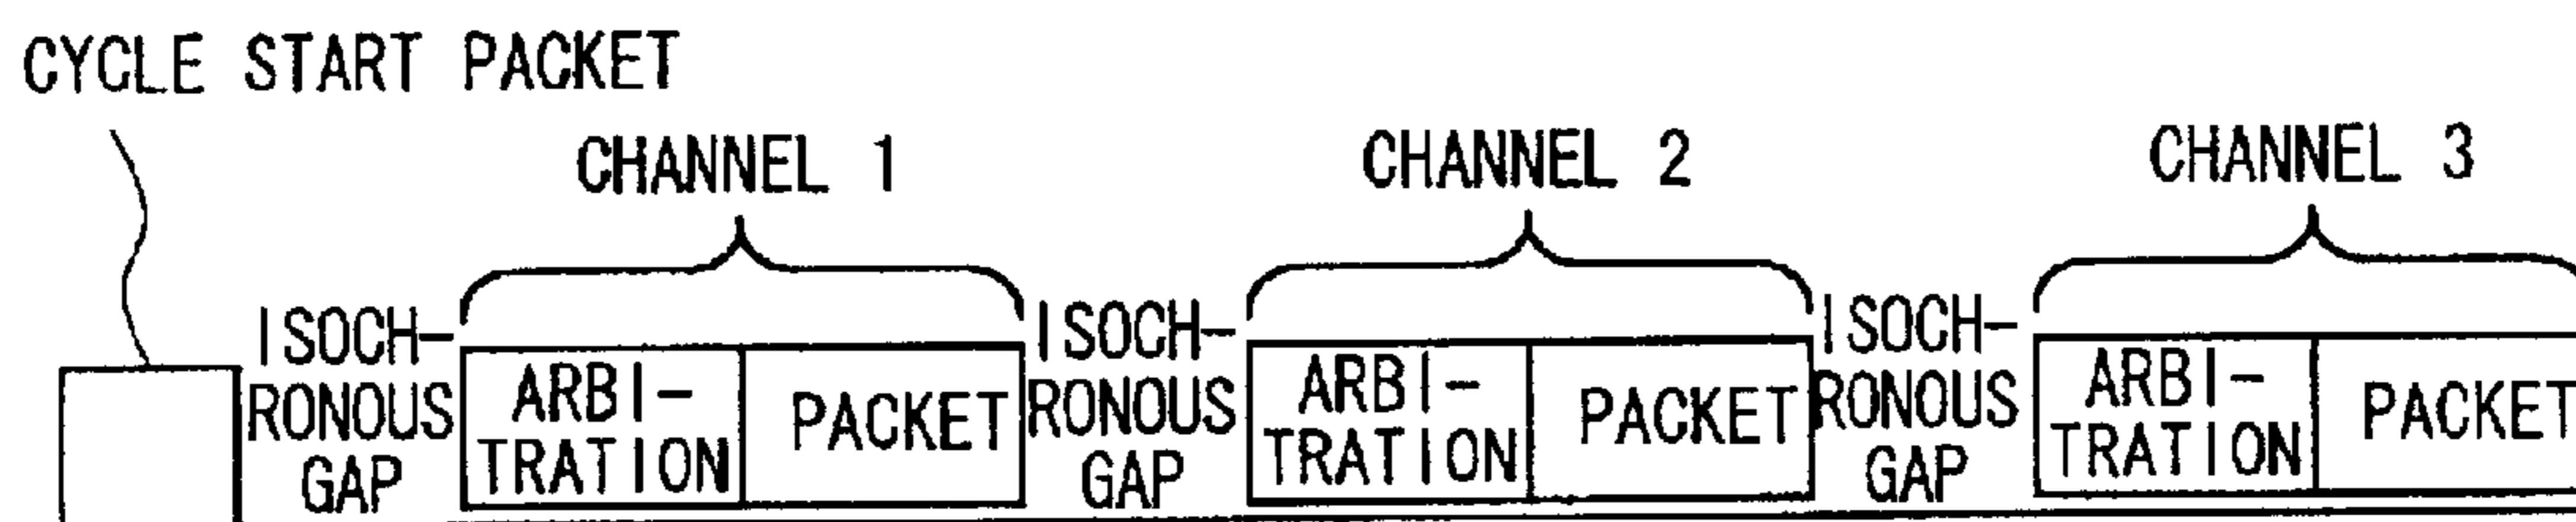 CYCLE START PACKET
CHANNEL 1
CHANNEL 2
CHANNEL 3
ISOCH-
RONOUS
GAP
ARBI-
TRATION
PACKET
ISOCH-
RONOUS
GAP
ARBI-
TRATION
PACKET
ISOCH-
RONOUS
GAP
ARBI-
TRATION
PACKET